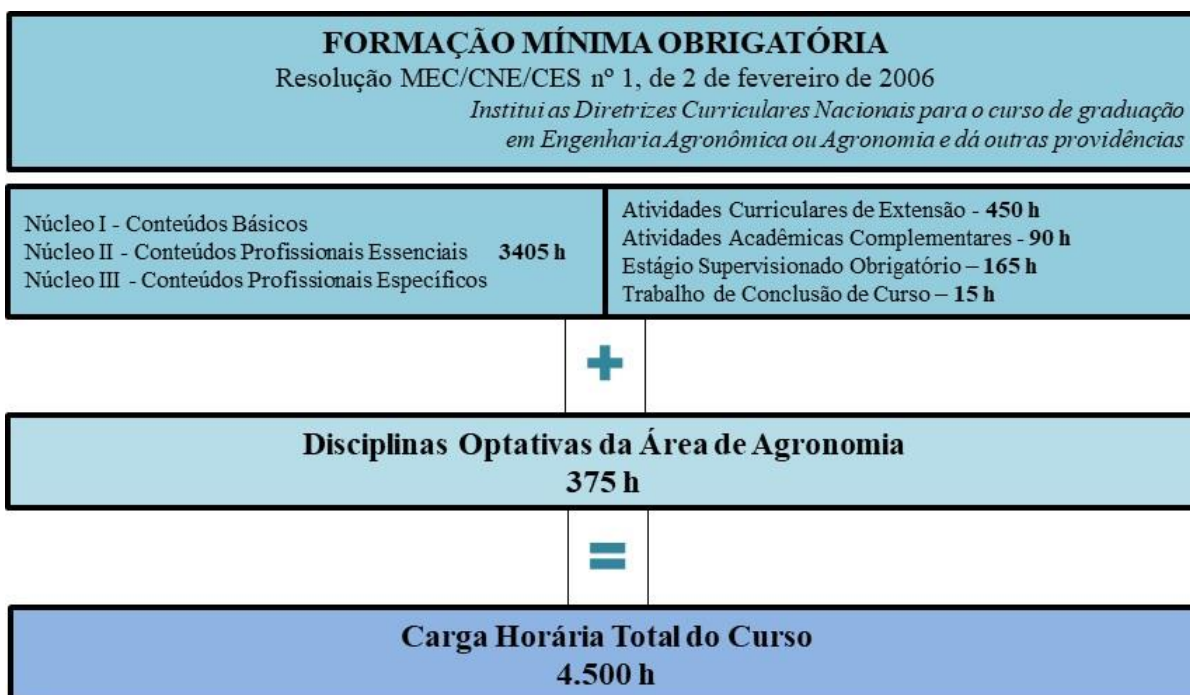 FORMAÇÃO MÍNIMA OBRIGATÓRIA
Resolução MEC/CNE/CES nº 1, de 2 de fevereiro de 2006
Institui as Diretrizes Curriculares Nacionais para o curso de graduação
em Engenharia Agronômica ou Agronomia e dá outras providências
Núcleo I - Conteúdos Básicos
Núcleo II - Conteúdos Profissionais Essenciais 3405 h
Núcleo III - Conteúdos Profissionais Específicos
Atividades Curriculares de Extensão - 450 h
Atividades Acadêmicas Complementares - 90 h
Estágio Supervisionado Obrigatório – 165 h
Trabalho de Conclusão de Curso – 15 h
+
Disciplinas Optativas da Área de Agronomia
375 h
=
Carga Horária Total do Curso
4.500 h